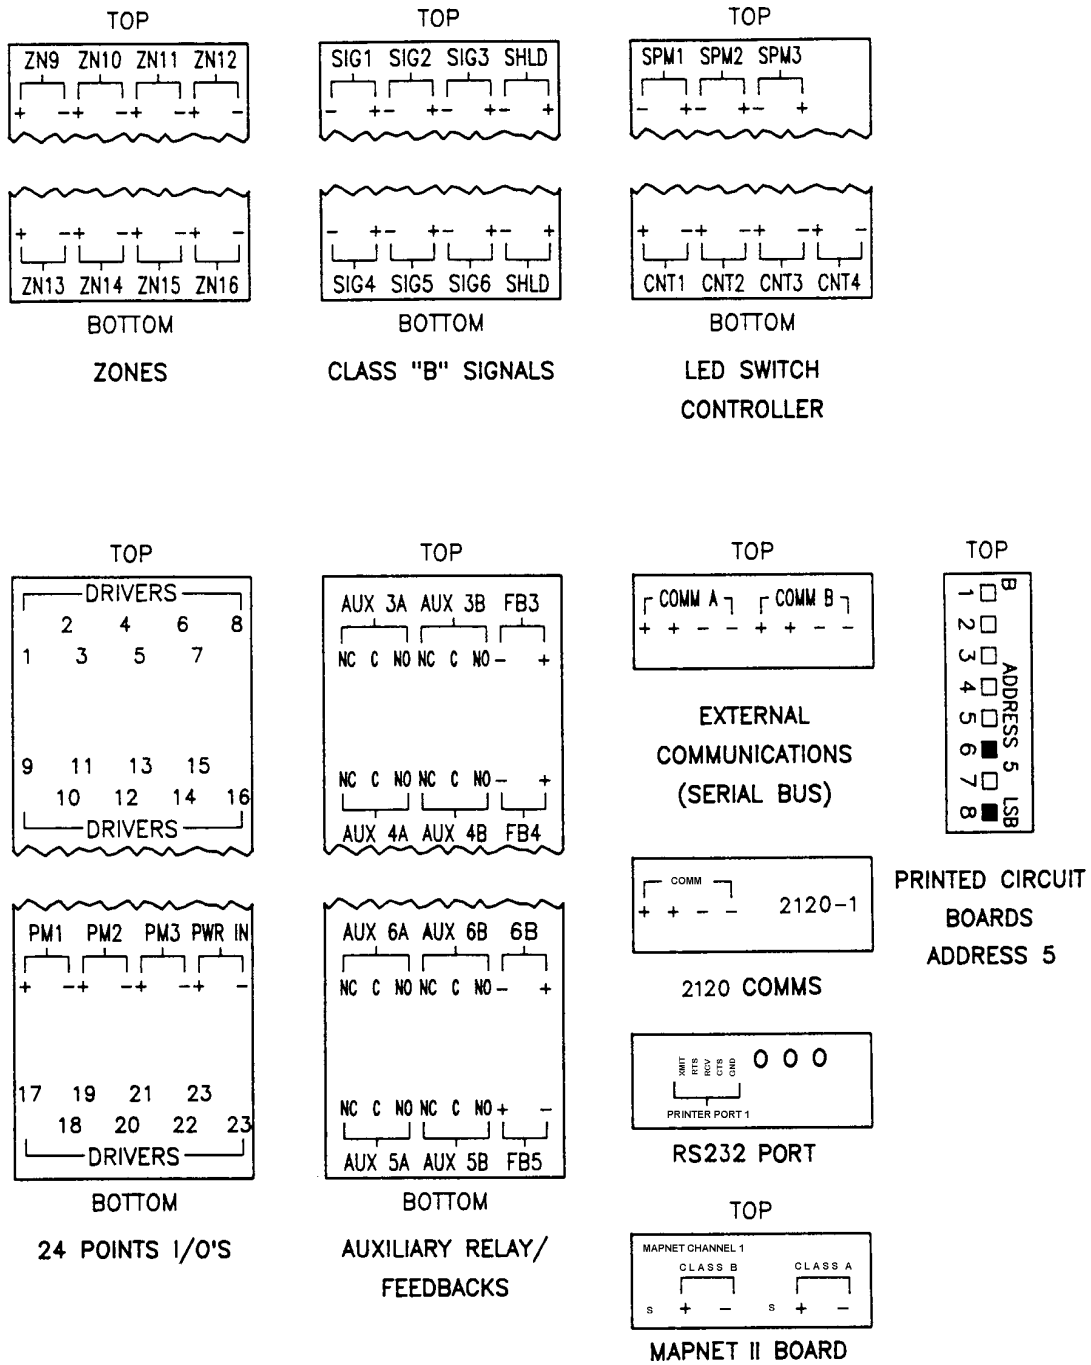 TOP
ZN9 ZN10 ZN11 ZN12
+ -+ -+ -+ -
+ -+ -+ -+ -
ZN13 ZN14 ZN15 ZN16
BOTTOM
ZONES
TOP
SIG1 SIG2 SIG3 SHLD
- +- +- +- +
- +- +- +- +
SIG4 SIG5 SIG6 SHLD
BOTTOM
CLASS "B" SIGNALS
TOP
SPM1 SPM2 SPM3
- +- +- +
+ -+ -+ -+ -
CNT1 CNT2 CNT3 CNT4
BOTTOM
LED SWITCH
CONTROLLER
TOP
DRIVERS
2 4 6 8
1 3 5 7
9 11 13 15
10 12 14 16
DRIVERS
PM1 PM2 PM3 PWR IN
+ -+ -+ -+ -
17 19 21 23
18 20 22 23
DRIVERS
BOTTOM
24 POINTS I/O'S
TOP
AUX 3A AUX 3B FB3
NC C NO NC C NO - +
NC C NO NC C NO - +
AUX 4A AUX 4B FB4
AUX 6A AUX 6B 6B
NC C NO NC C NO - +
NC C NO NC C NO + -
AUX 5A AUX 5B FB5
BOTTOM
AUXILIARY RELAY/
FEEDBACKS
TOP
COMM A COMM B
+ + - - + + - -
EXTERNAL
COMMUNICATIONS
(SERIAL BUS)
COMM
+ + - - 2120-1
2120 COMMS
XMIT
RTS
RCV
CTS
GND
O O O
PRINTER PORT 1
RS232 PORT
TOP
MAPNET CHANNEL 1
CLASS B CLASS A
S + - S + -
MAPNET II BOARD
TOP
B ADDRESS 5 LSB
1 2 3 4 5 6 7 8
PRINTED CIRCUIT
BOARDS
ADDRESS 5